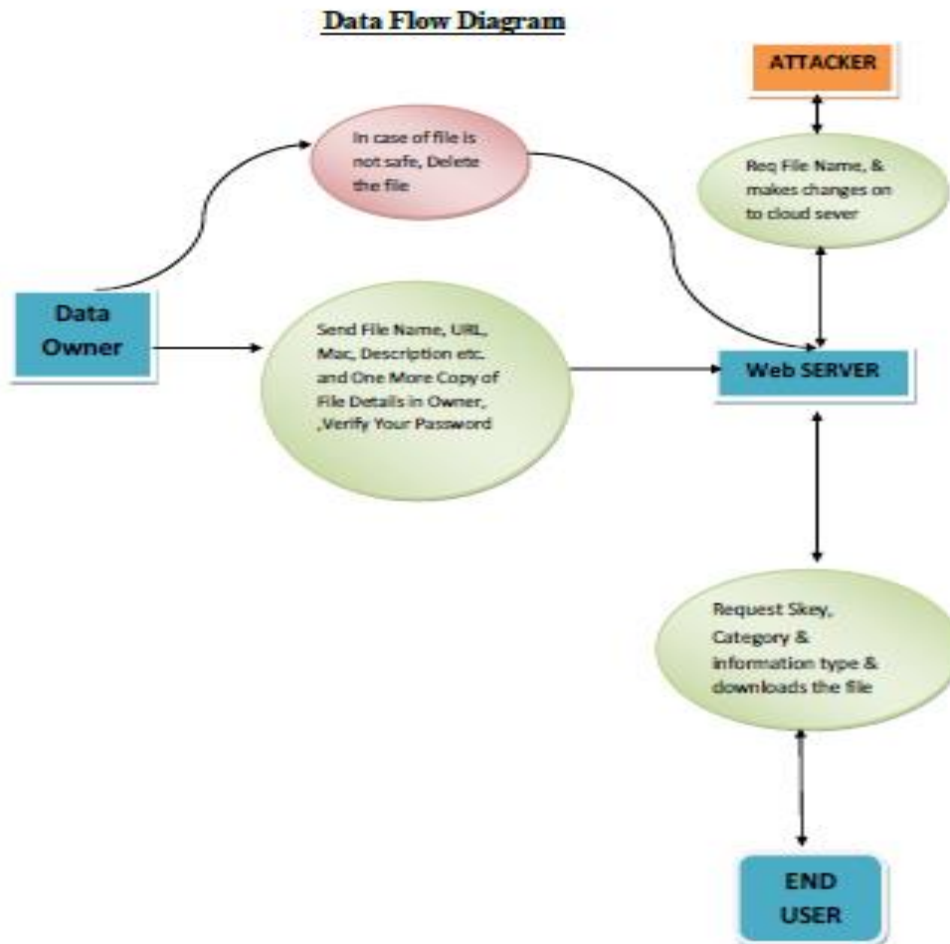 Data Flow Diagram
ATTACKER
In case of file is
not safe, Delete
the file
Req File Name, &
makes changes on
to cloud sever
Data
Owner
Send File Name, URL,
Mac, Description etc.
and One More Copy of
File Details in Owner,
,Verify Your Password
Web SERVER
Request Skey,
Category &
information type &
downloads the file
END
USER